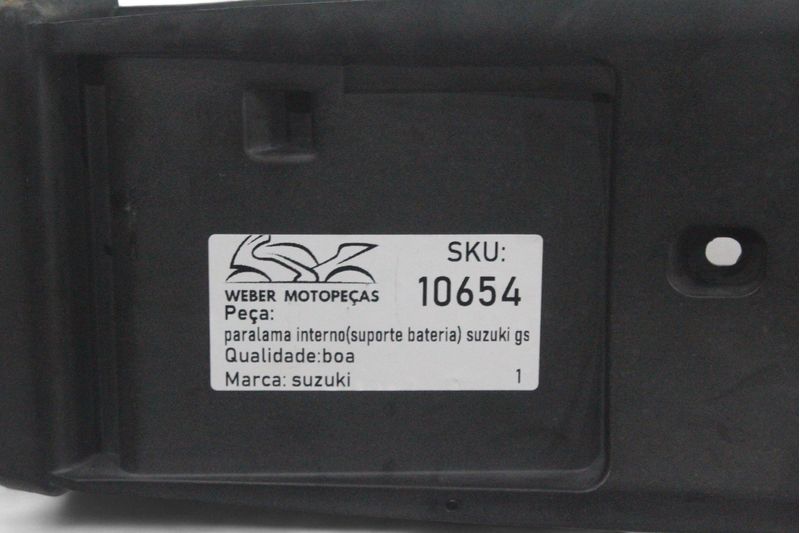 SKU:
WEBER MOTOPEÇAS
10654
Peça:
paralama interno(suporte bateria) suzuki gs
Qualidade:boa
Marca: suzuki
1